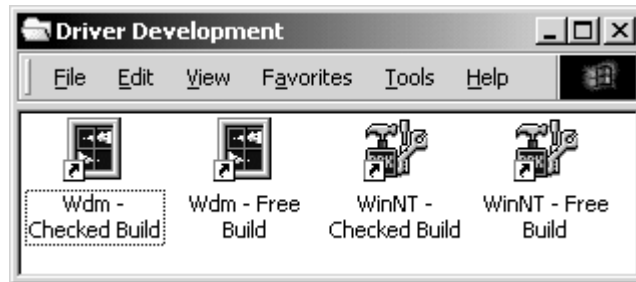 Driver Development
File Edit View Favorites Tools Help
Wdm - Checked Build
Wdm - Free Build
WinNT - Checked Build
WinNT - Free Build